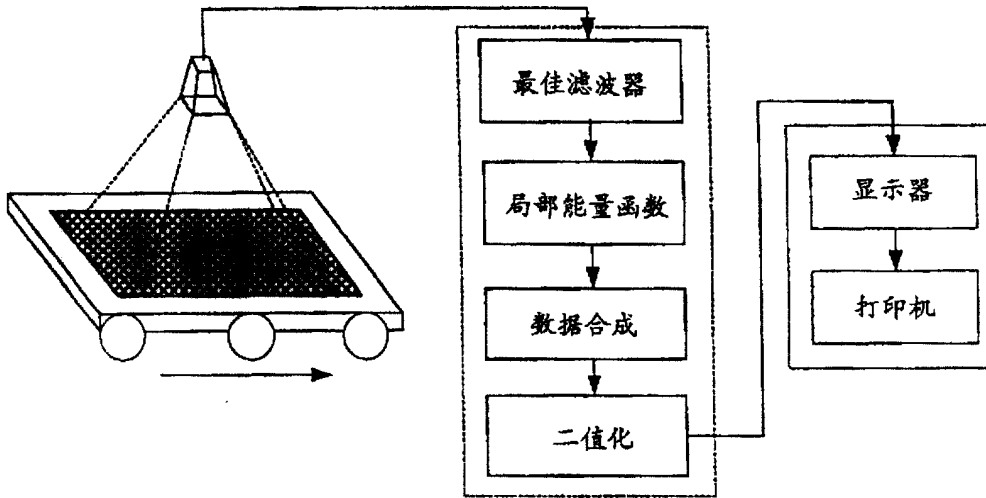 最佳滤波器
局部能量函数
数据合成
二值化
显示器
打印机